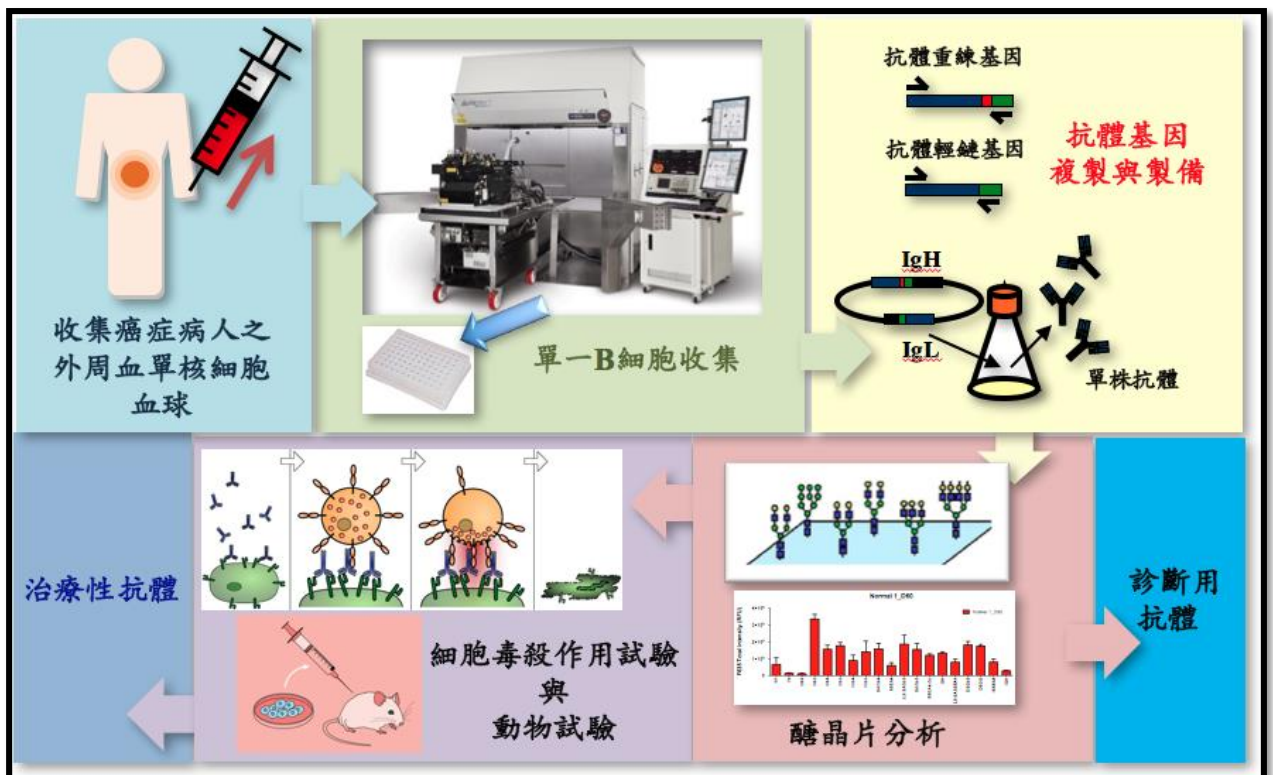 收集癌症病人之
外周血單核細胞
血球
單一B細胞收集
抗體重練基因
抗體輕鏈基因
抗體基因
複製與製備
IgH
IgL
單株抗體
治療性抗體
細胞毒殺作用試驗
與
動物試驗
Normal 1_D60
醣晶片分析
診斷用
抗體